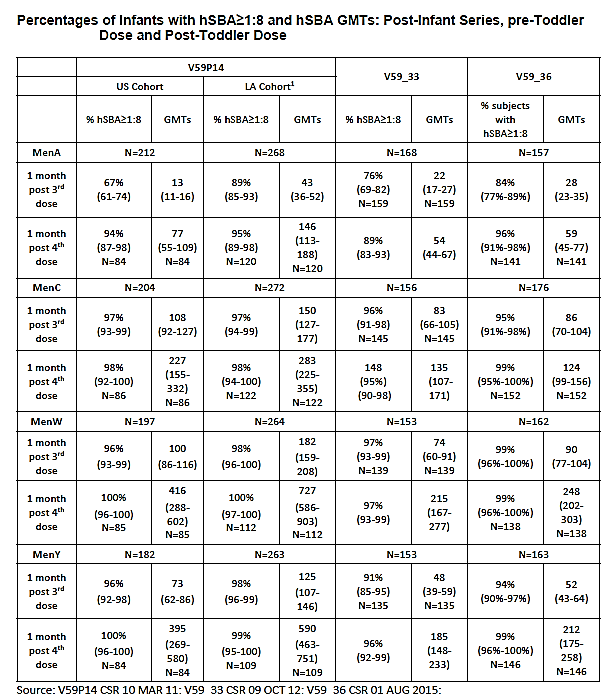 Percentages of Infants with hSBA≥1:8 and hSBA GMTs: Post-Infant Series, pre-Toddler
Dose and Post-Toddler Dose
V59P14 V59_33 V59_36
US Cohort LA Cohort¹
% hSBA≥1:8 GMTs % hSBA≥1:8 GMTs % hSBA≥1:8 GMTs % subjects with hSBA≥1:8 GMTs
MenA N=212 N=268 N=168 N=157
1 month post 3rd dose 67% (61-74) 13 (11-16) 89% (85-93) 43 (36-52) 76% (69-82) N=159 22 (17-27) N=159 84% (77%-89%) 28 (23-35)
1 month post 4th dose 94% (87-98) N=84 77 (55-109) N=84 95% (89-98) N=120 146 (113-188) N=120 89% (83-93) 54 (44-67) 96% (91%-98%) N=141 59 (45-77) N=141
MenC N=204 N=272 N=156 N=176
1 month post 3rd dose 97% (93-99) 108 (92-127) 97% (94-99) 150 (127-177) 96% (91-98) N=145 83 (66-105) N=145 95% (91%-98%) 86 (70-104)
1 month post 4th dose 98% (92-100) N=86 227 (155-332) N=86 98% (94-100) N=122 283 (225-355) N=122 148 (95%) (90-98) 135 (107-171) 99% (95%-100%) N=152 124 (99-156) N=152
MenW N=197 N=264 N=153 N=162
1 month post 3rd dose 96% (93-99) 100 (86-116) 98% (96-100) 182 (159-208) 97% (93-99) N=139 74 (60-91) N=139 99% (96%-100%) 90 (77-104)
1 month post 4th dose 100% (96-100) N=85 416 (288-602) N=85 100% (97-100) N=112 727 (586-903) N=112 97% (93-99) 215 (167-277) 99% (96%-100%) N=138 248 (202-303) N=138
MenY N=182 N=263 N=153 N=163
1 month post 3rd dose 96% (92-98) 73 (62-86) 98% (96-99) 125 (107-146) 91% (85-95) N=135 48 (39-59) N=135 94% (90%-97%) 52 (43-64)
1 month post 4th dose 100% (96-100) N=84 395 (269-580) N=84 99% (95-100) N=109 590 (463-751) N=109 96% (92-99) 185 (148-233) 99% (96%-100%) N=146 212 (175-258) N=146
Source: V59P14 CSR 10 MAR 11; V59_33 CSR 09 OCT 12; V59_36 CSR 01 AUG 2015;